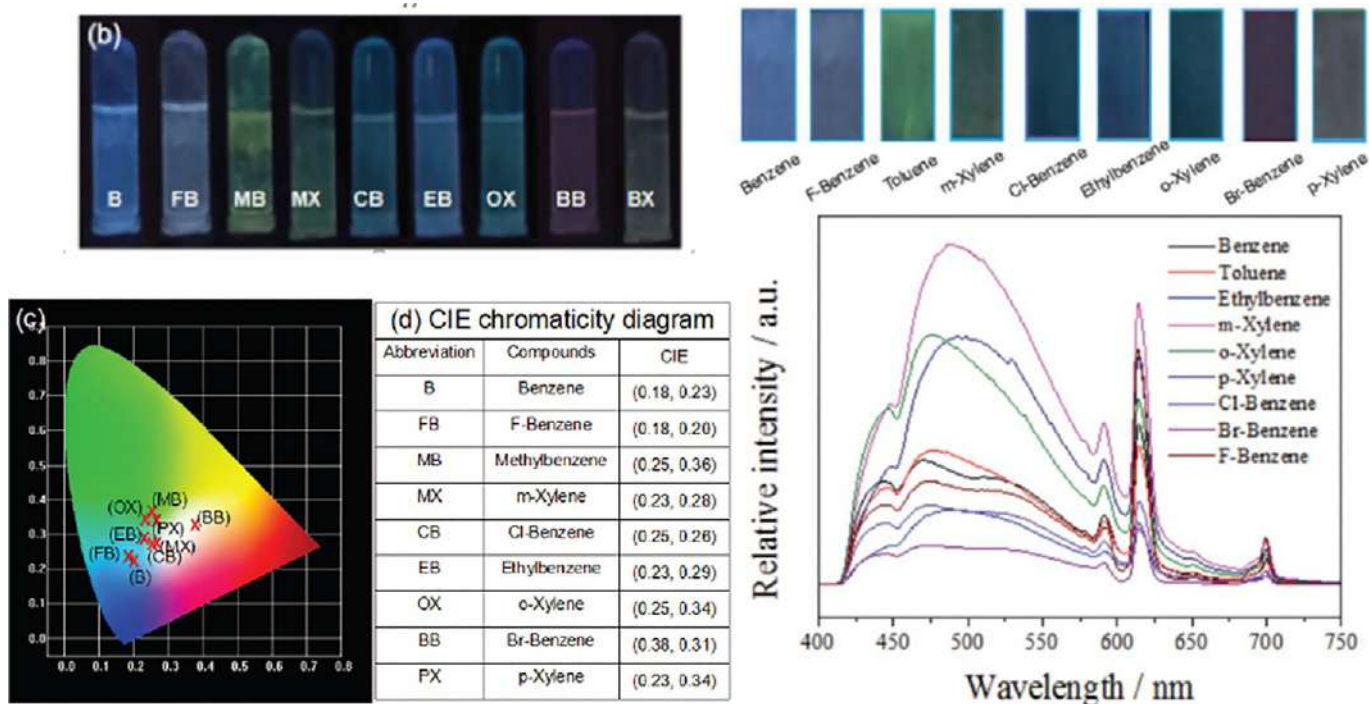 (b)
B FB MB MX CB EB OX BB BX
Benzene
F-Benzene
Toluene
m-Xylene
Cl-Benzene
Ethylbenzene
o-Xylene
Br-Benzene
p-Xylene
(c)
0.8
0.7
0.6
0.5
0.4
0.3
0.2
0.1
0.0
0.0 0.1 0.2 0.3 0.4 0.5 0.6 0.7 0.8
(MB)
(OX)
(BB)
(PX)
(EB)
(MX)
(FB)
(CB)
(B)
(d) CIE chromaticity diagram
Abbreviation Compounds CIE
B Benzene (0.18, 0.23)
FB F-Benzene (0.18, 0.20)
MB Methylbenzene (0.25, 0.36)
MX m-Xylene (0.23, 0.28)
CB Cl-Benzene (0.25, 0.26)
EB Ethylbenzene (0.23, 0.29)
OX o-Xylene (0.25, 0.34)
BB Br-Benzene (0.38, 0.31)
PX p-Xylene (0.23, 0.34)
Relative intensity / a.u.
Benzene
Toluene
Ethylbenzene
m-Xylene
o-Xylene
p-Xylene
Cl-Benzene
Br-Benzene
F-Benzene
400 450 500 550 600 650 700 750
Wavelength / nm